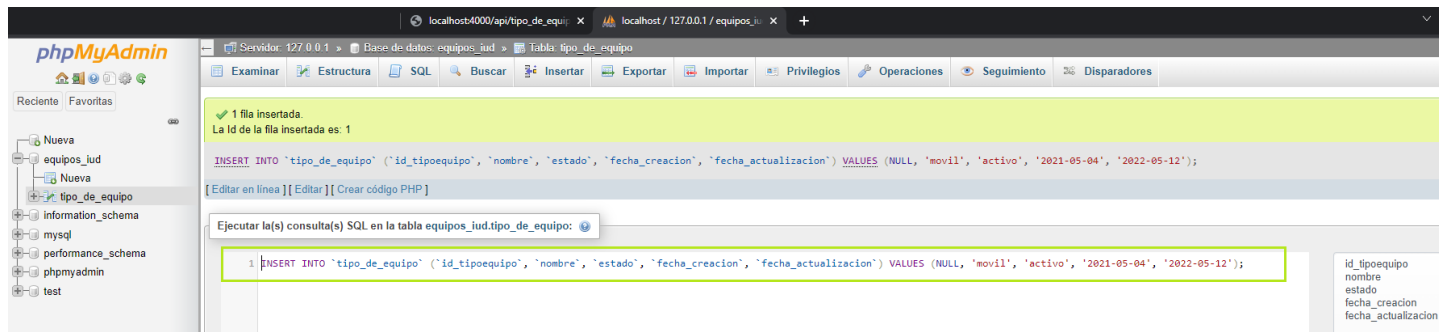 localhost:4000/api/tipo_de_equip
localhost / 127.0.0.1 / equipos_iu
phpMyAdmin
Servidor: 127.0.0.1 » Base de datos: equipos_iud » Tabla: tipo_de_equipo
Examinar Estructura SQL Buscar Insertar Exportar Importar Privilegios Operaciones Seguimiento Disparadores
Reciente Favoritas
Nueva
equipos_iud
Nueva
tipo_de_equipo
information_schema
mysql
performance_schema
phpmyadmin
test
1 fila insertada.
La Id de la fila insertada es: 1
INSERT INTO `tipo_de_equipo` (`id_tipoequipo`, `nombre`, `estado`, `fecha_creacion`, `fecha_actualizacion`) VALUES (NULL, 'movil', 'activo', '2021-05-04', '2022-05-12');
[ Editar en línea ] [ Editar ] [ Crear código PHP ]
Ejecutar la(s) consulta(s) SQL en la tabla equipos_iud.tipo_de_equipo:
1 INSERT INTO `tipo_de_equipo` (`id_tipoequipo`, `nombre`, `estado`, `fecha_creacion`, `fecha_actualizacion`) VALUES (NULL, 'movil', 'activo', '2021-05-04', '2022-05-12');
id_tipoequipo
nombre
estado
fecha_creacion
fecha_actualizacion